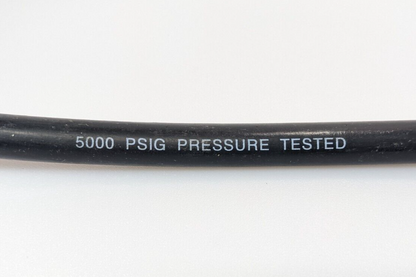 5000 PSIG PRESSURE TESTED